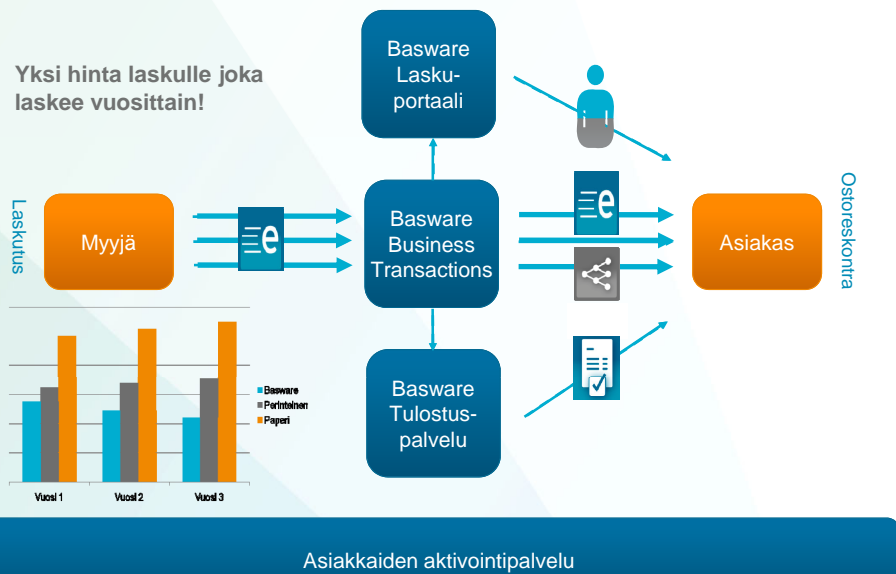 Yksi hinta laskulle joka
laskee vuosittain!
Basware
Lasku-
portaali
Laskutus
Myyjä
e
Basware
Business
Transactions
e
Asiakas
Ostoreskontra
Basware
Perinteinen
Paperi
Vuosi 1
Vuosi 2
Vuosi 3
Basware
Tulostus-
palvelu
Asiakkaiden aktivointipalvelu